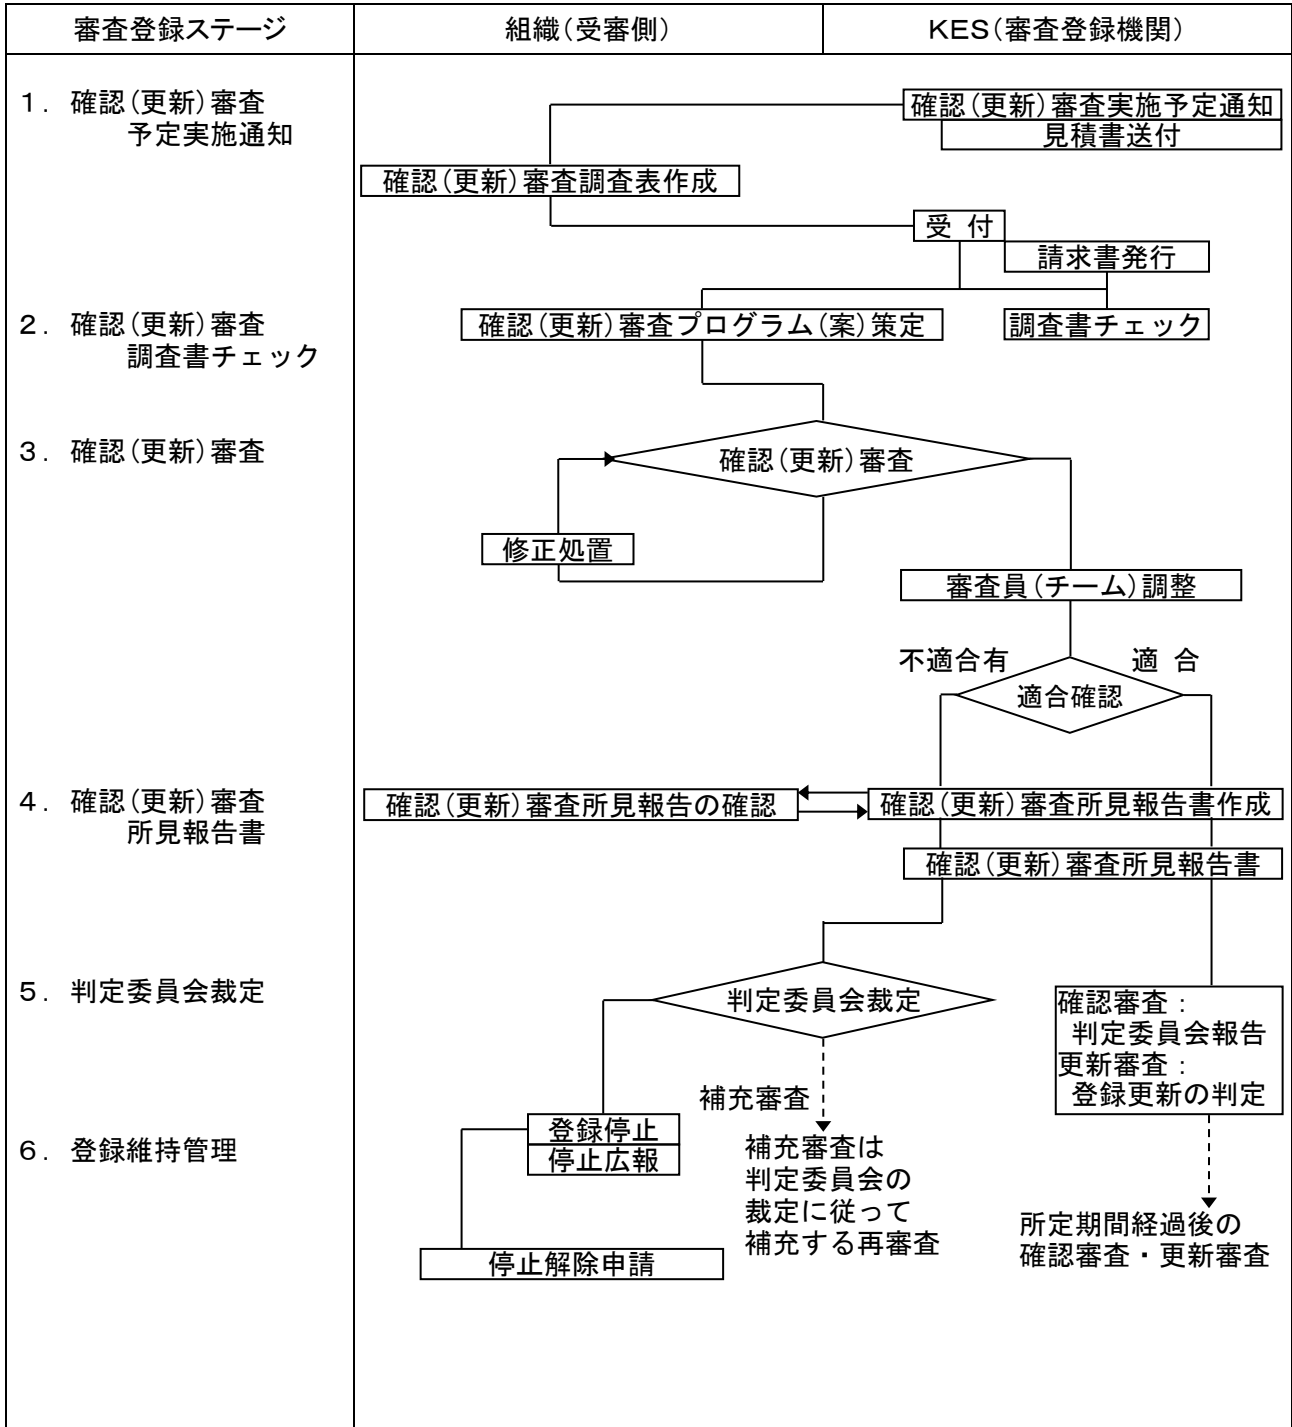 審査登録ステージ
組織(受審側)
KES(審査登録機関)
1. 確認(更新)審査
予定実施通知
確認(更新)審査実施予定通知
見積書送付
確認(更新)審査調査表作成
受 付
請求書発行
2. 確認(更新)審査
調査書チェック
確認(更新)審査プログラム(案)策定
調査書チェック
3. 確認(更新)審査
確認(更新)審査
修正処置
審査員(チーム)調整
不適合有
適 合
適合確認
4. 確認(更新)審査
所見報告書
確認(更新)審査所見報告の確認
確認(更新)審査所見報告書作成
確認(更新)審査所見報告書
5. 判定委員会裁定
判定委員会裁定
確認審査:
判定委員会報告
更新審査:
登録更新の判定
補充審査
6. 登録維持管理
登録停止
停止広報
停止解除申請
補充審査は
判定委員会の
裁定に従って
補充する再審査
所定期間経過後の
確認審査・更新審査